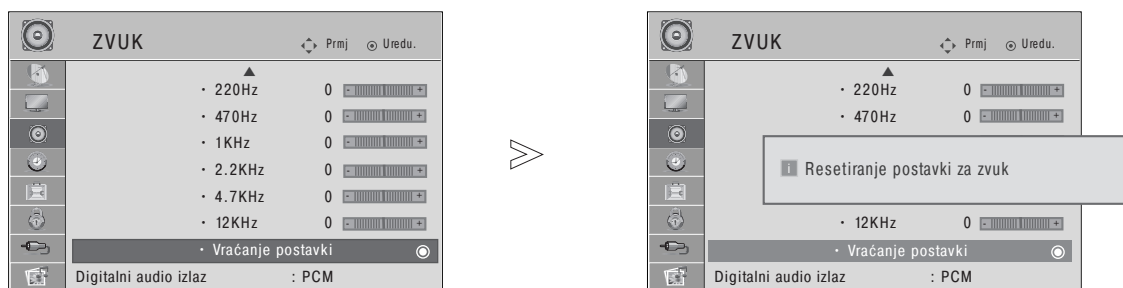 ZVUK Prmj Uredu.
• 220Hz 0 - +
• 470Hz 0 - +
• 1KHz 0 - +
• 2.2KHz 0 - +
• 4.7KHz 0 - +
• 12KHz 0 - +
• Vraćanje postavki
Digitalni audio izlaz : PCM
ZVUK Prmj Uredu.
• 220Hz 0 - +
• 470Hz 0 - +
i Resetiranje postavki za zvuk
• 12KHz 0 - +
• Vraćanje postavki
Digitalni audio izlaz : PCM